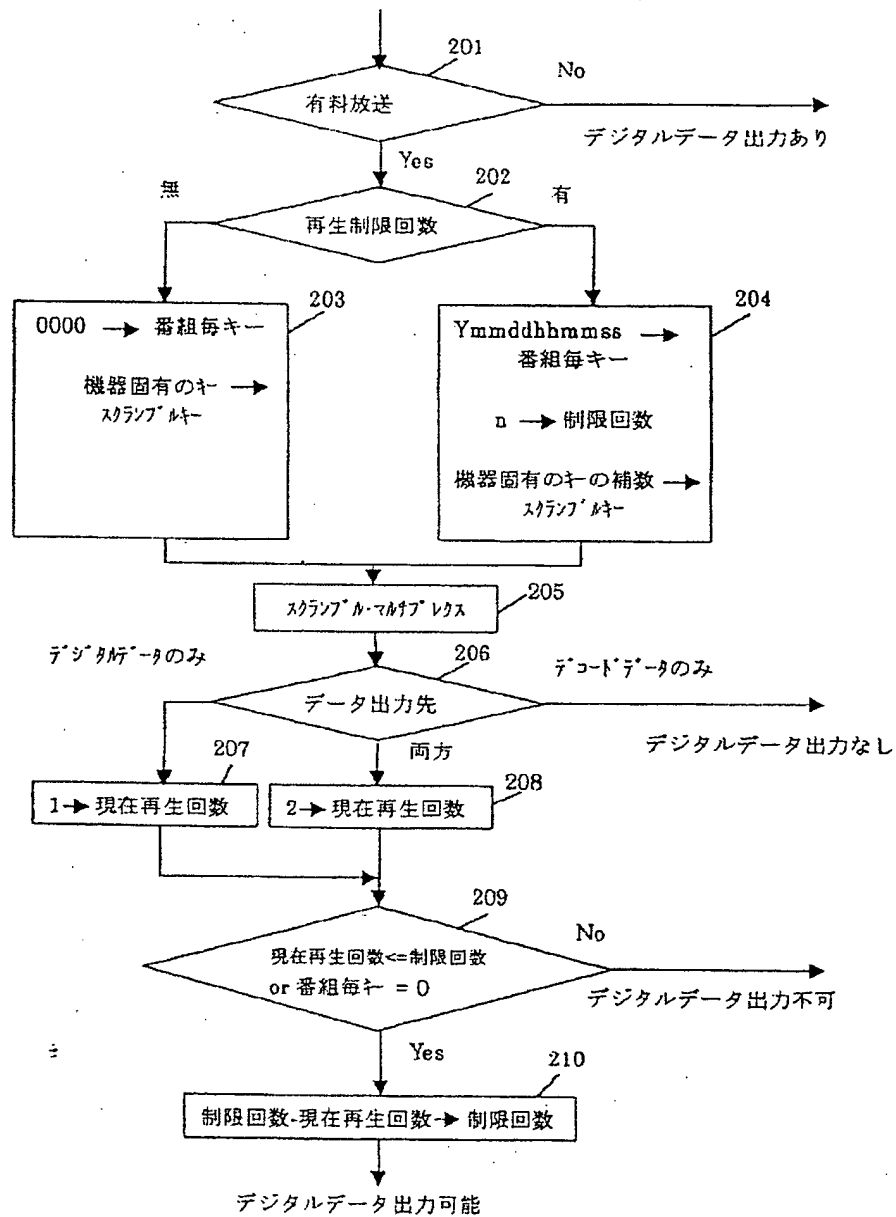 201
No
有料放送
デジタルデータ出力あり
Yes
202
無
有
再生制限回数
203
204
0000 → 番組毎キー
機器固有のキー →
スクランブルキー
Ymmddhhmmss →
番組毎キー
n → 制限回数
機器固有のキーの補数 →
スクランブルキー
スクランブル・マルチプレクス
205
デジタルデータのみ
206
デコードデータのみ
データ出力先
デジタルデータ出力なし
両方
207
1→現在再生回数
208
2→現在再生回数
209
No
現在再生回数<=制限回数
or 番組毎キー = 0
デジタルデータ出力不可
Yes
210
制限回数-現在再生回数→ 制限回数
デジタルデータ出力可能